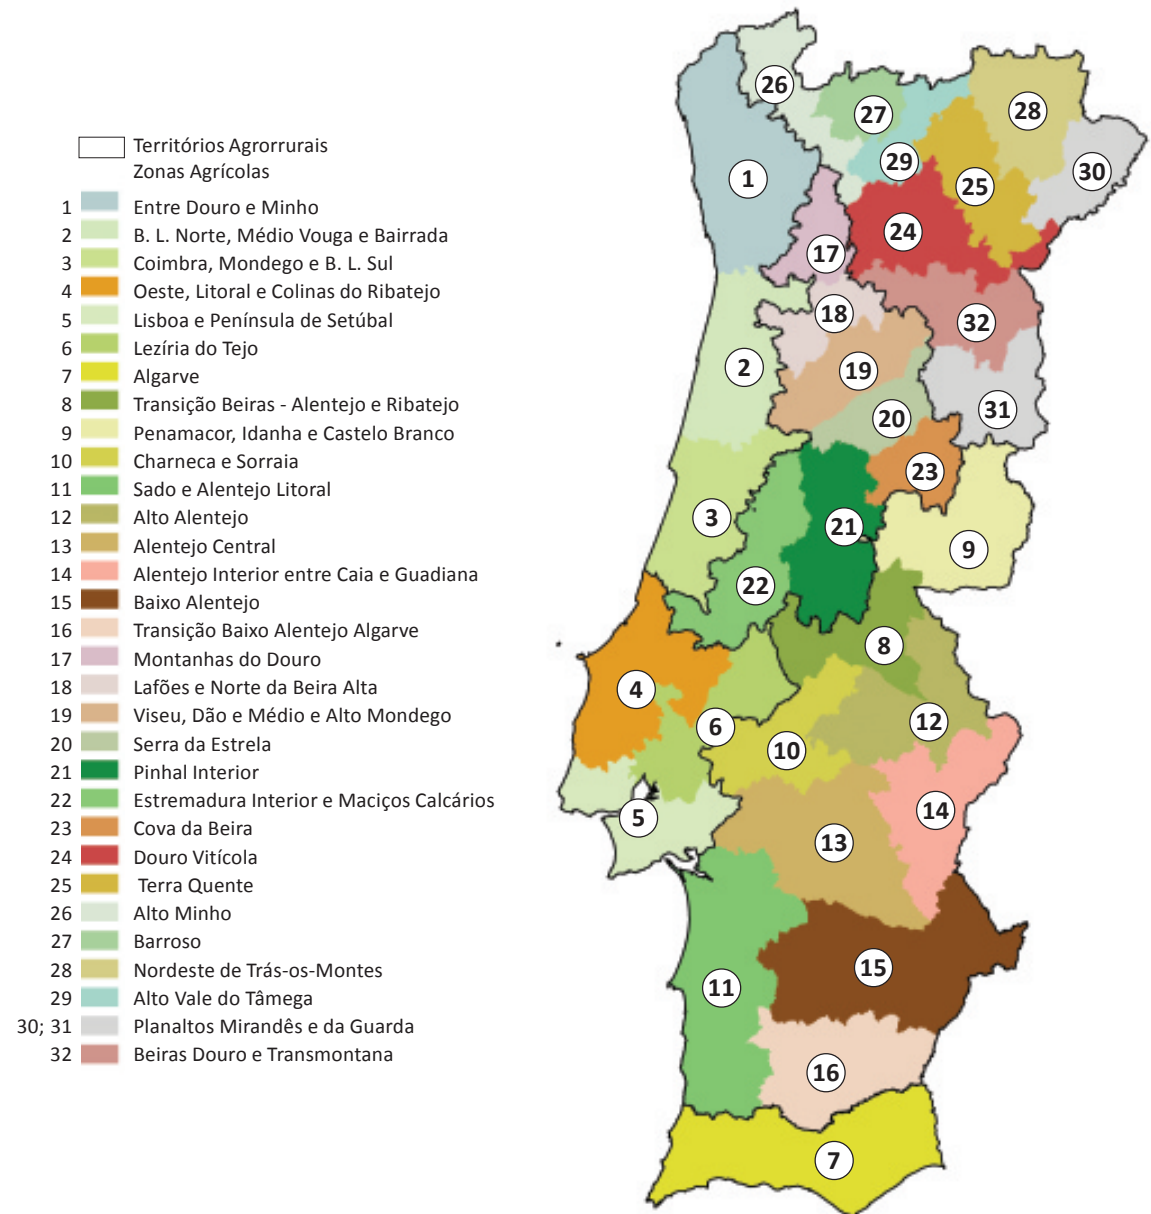 Territórios Agrorrurais
Zonas Agrícolas
1 Entre Douro e Minho
2 B. L. Norte, Médio Vouga e Bairrada
3 Coimbra, Mondego e B. L. Sul
4 Oeste, Litoral e Colinas do Ribatejo
5 Lisboa e Península de Setúbal
6 Lezíria do Tejo
7 Algarve
8 Transição Beiras - Alentejo e Ribatejo
9 Penamacor, Idanha e Castelo Branco
10 Charneca e Sorraia
11 Sado e Alentejo Litoral
12 Alto Alentejo
13 Alentejo Central
14 Alentejo Interior entre Caia e Guadiana
15 Baixo Alentejo
16 Transição Baixo Alentejo Algarve
17 Montanhas do Douro
18 Lafões e Norte da Beira Alta
19 Viseu, Dão e Médio e Alto Mondego
20 Serra da Estrela
21 Pinhal Interior
22 Estremadura Interior e Maciços Calcários
23 Cova da Beira
24 Douro Vitícola
25 Terra Quente
26 Alto Minho
27 Barroso
28 Nordeste de Trás-os-Montes
29 Alto Vale do Tâmega
30; 31 Planaltos Mirandês e da Guarda
32 Beiras Douro e Transmontana
26
27
28
29
30
1
25
24
17
18
32
2
19
31
20
23
3
21
9
22
8
4
12
6
10
14
5
13
15
11
16
7